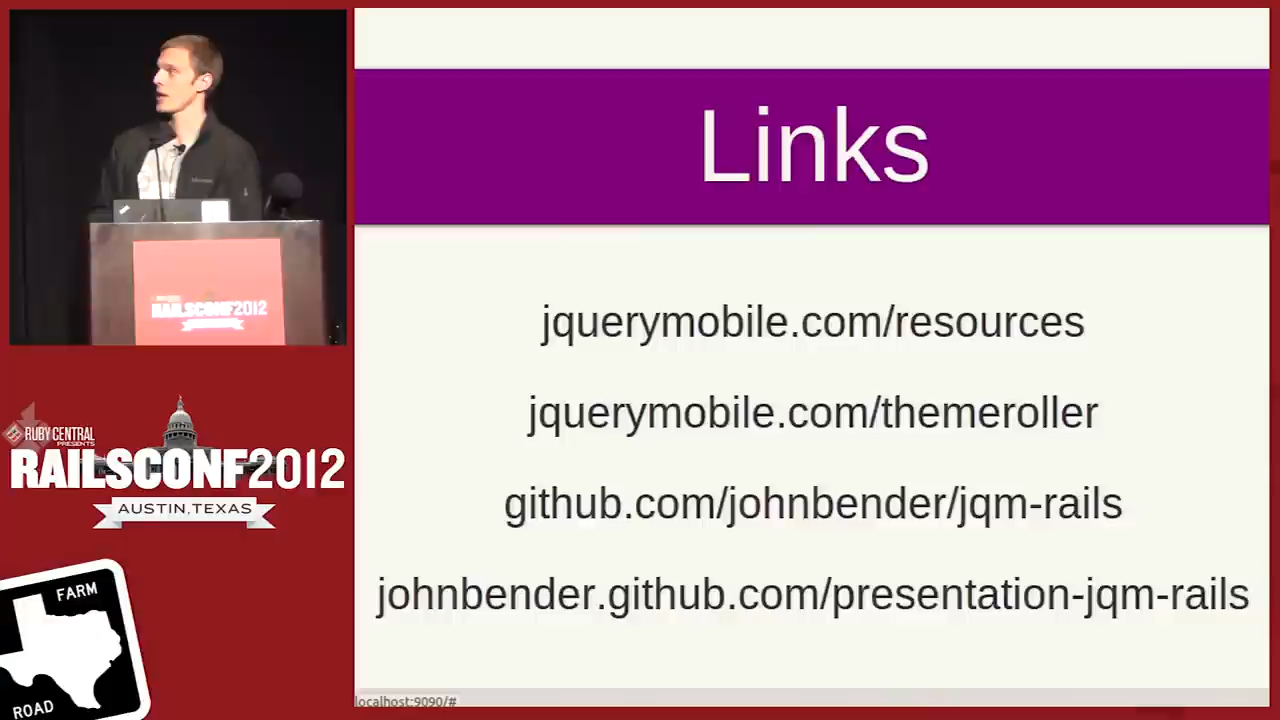 Links
jquerymobile.com/resources
jquerymobile.com/themeroller
github.com/johnbender/jqm-rails
johnbender.github.com/presentation-jqm-rails
localhost:9090/#
RAILSCONF2012
RUBY CENTRAL
PRESENTS
RAILSCONF2012
AUSTIN, TEXAS
FARM
ROAD